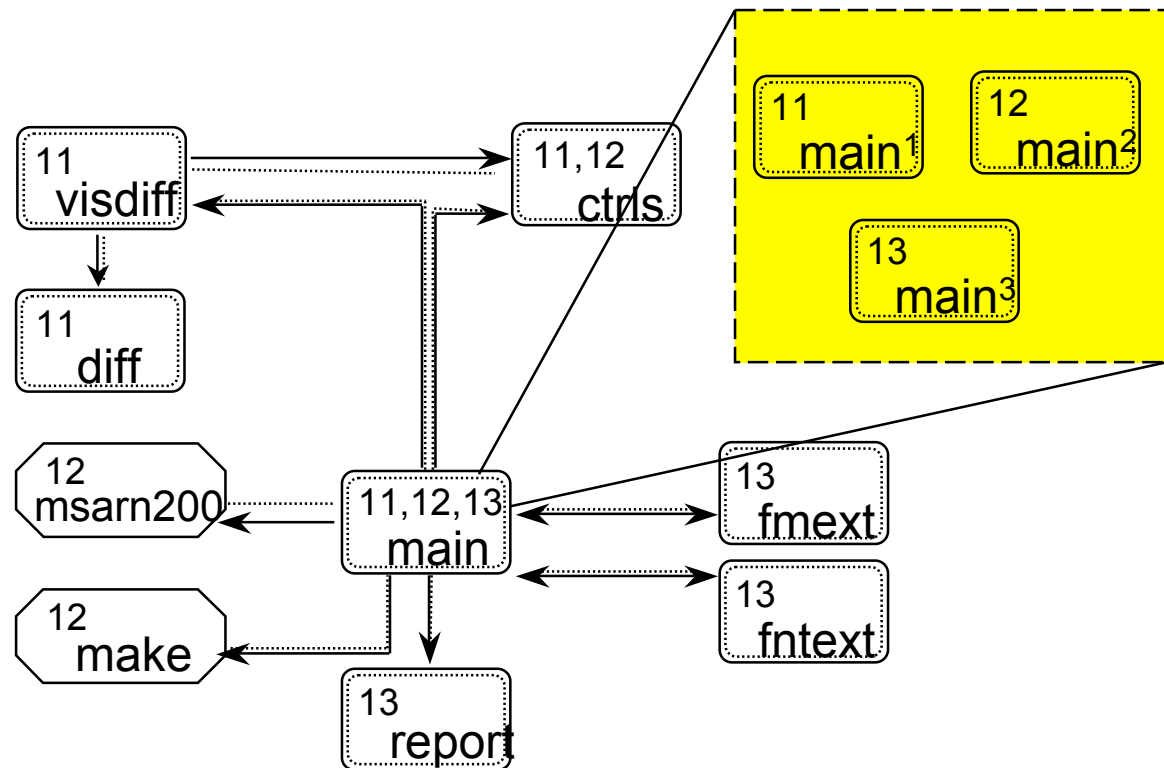 11
main¹
12
main²
13
main³
11
visdiff
11,12
ctrls
11
diff
12
msarn200
11,12,13
main
13
fmext
12
make
13
fntext
13
report